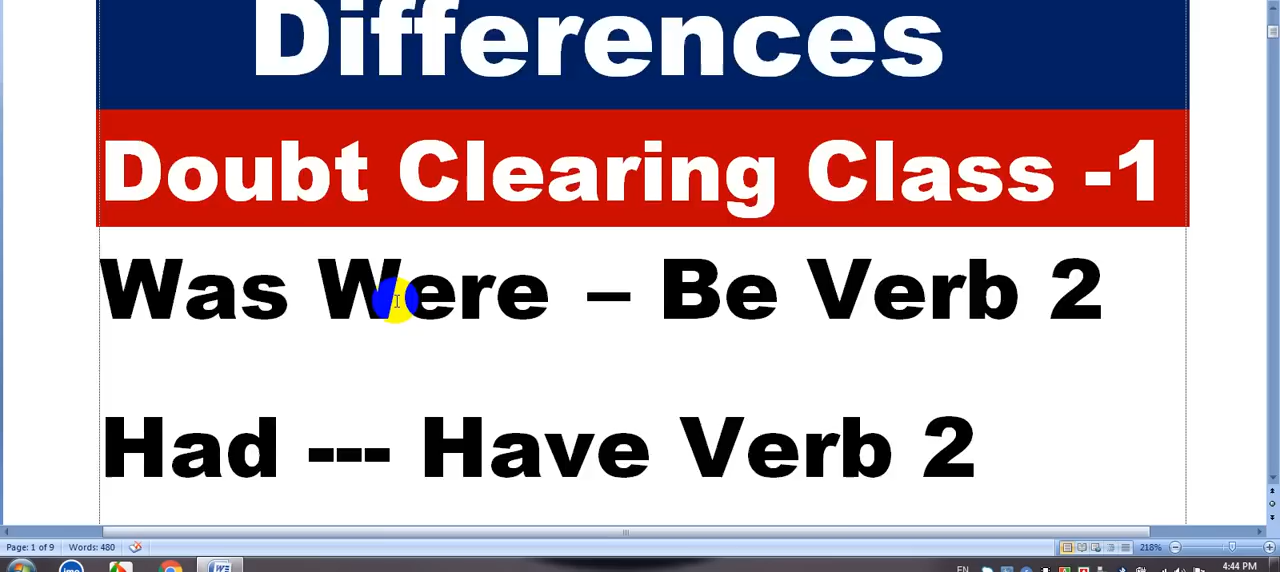 Differences
Doubt Clearing Class -1
Was Were – Be Verb 2
Had --- Have Verb 2
Page: 1 of 9 Words: 480 218%
EN 4:44 PM